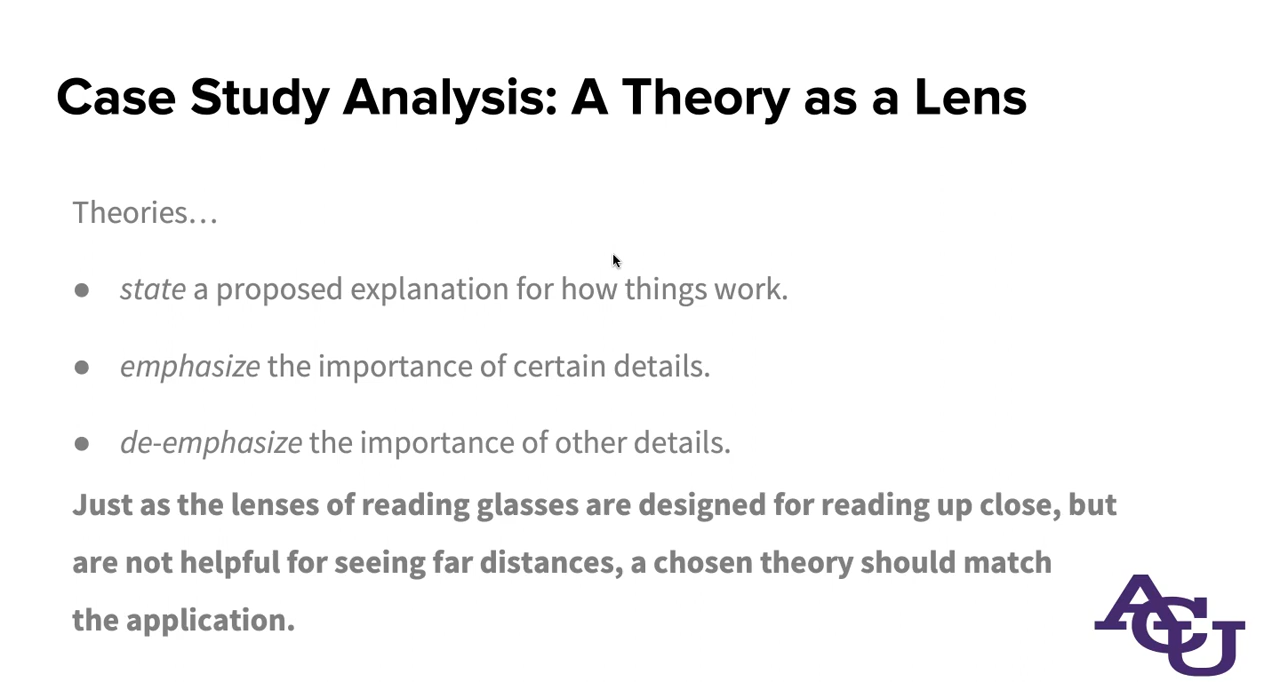 Case Study Analysis: A Theory as a Lens
Theories…
● state a proposed explanation for how things work.
● emphasize the importance of certain details.
● de-emphasize the importance of other details.
Just as the lenses of reading glasses are designed for reading up close, but
are not helpful for seeing far distances, a chosen theory should match
the application.
ACU